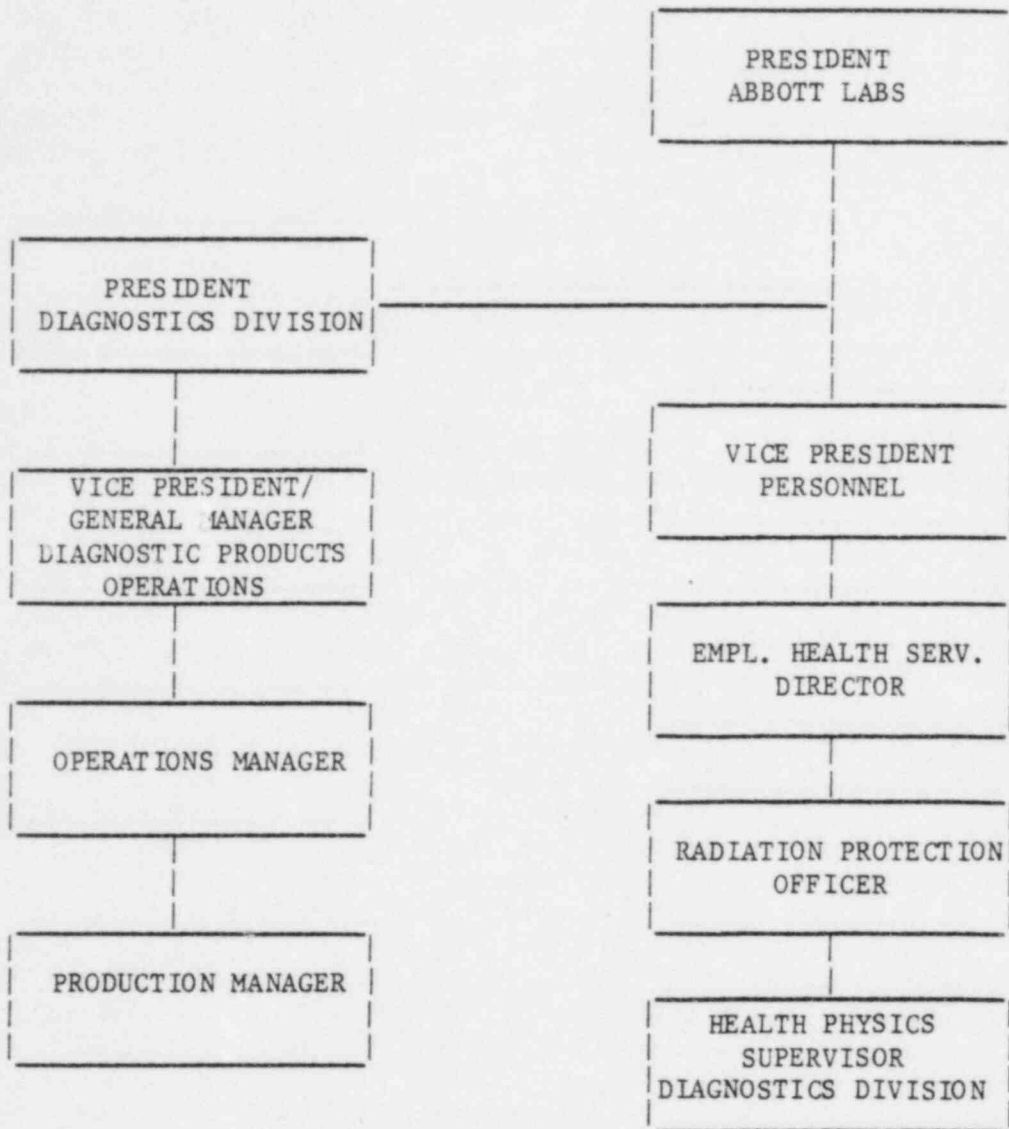 PRESIDENT
ABBOTT LABS
PRESIDENT
DIAGNOSTICS DIVISION
VICE PRESIDENT/
GENERAL MANAGER
DIAGNOSTIC PRODUCTS
OPERATIONS
VICE PRESIDENT
PERSONNEL
EMPL. HEALTH SERV.
DIRECTOR
OPERATIONS MANAGER
RADIATION PROTECTION
OFFICER
PRODUCTION MANAGER
HEALTH PHYSICS
SUPERVISOR
DIAGNOSTICS DIVISION